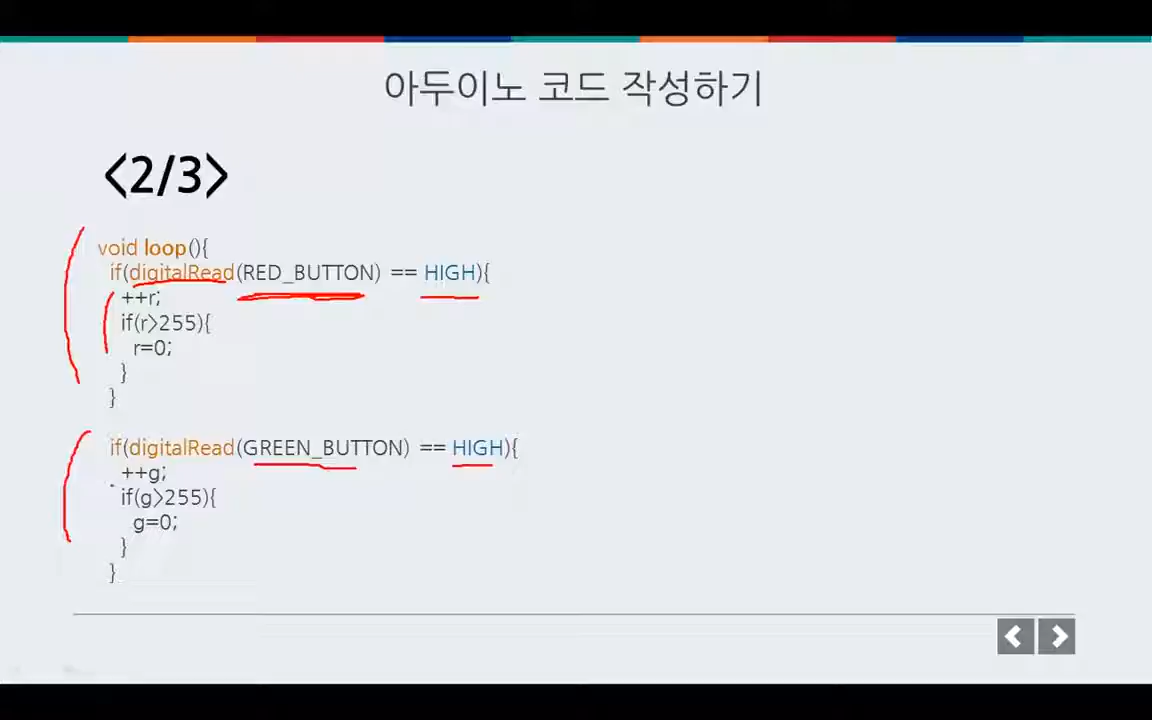 아두이노 코드 작성하기
<2/3>
void loop(){
if(digitalRead(RED_BUTTON) == HIGH){
++r;
if(r>255){
r=0;
}
}
if(digitalRead(GREEN_BUTTON) == HIGH){
++g;
if(g>255){
g=0;
}
}